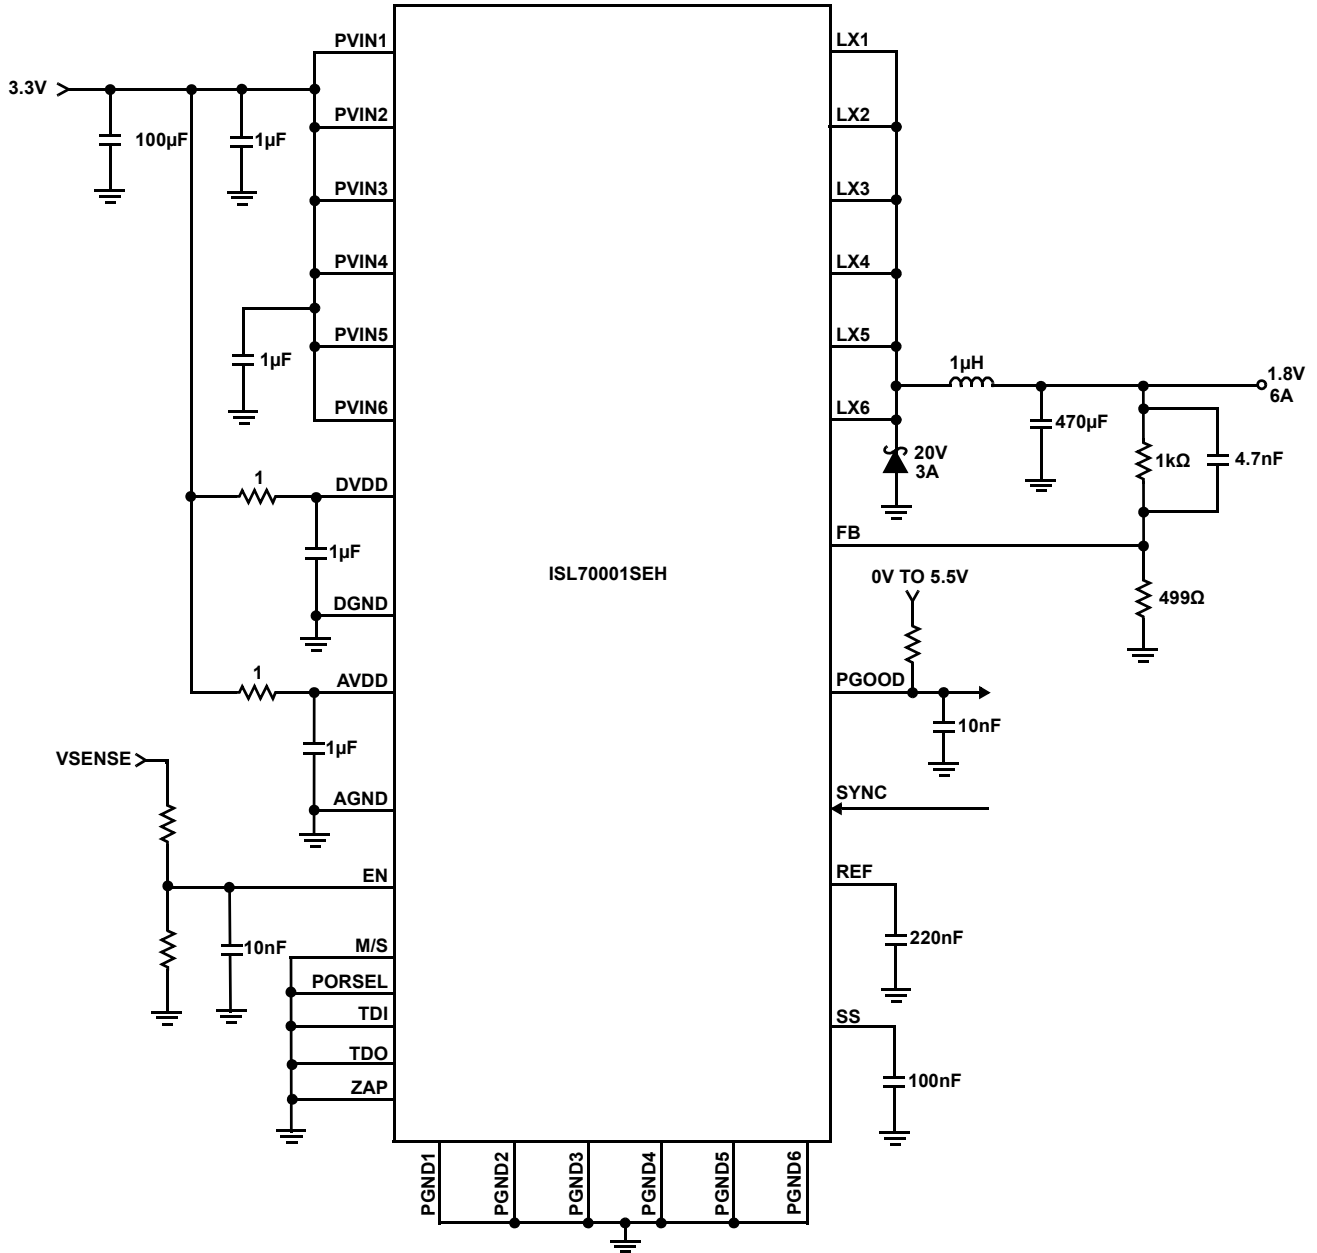 3.3V
100µF
1µF
PVIN1
PVIN2
PVIN3
PVIN4
1µF
PVIN5
PVIN6
1
DVDD
1µF
DGND
1
AVDD
1µF
AGND
VSENSE
EN
10nF
M/S
PORSEL
TDI
TDO
ZAP
ISL70001SEH
PGND1
PGND2
PGND3
PGND4
PGND5
PGND6
LX1
LX2
LX3
LX4
LX5
LX6
1µH
20V
3A
470µF
1kΩ
4.7nF
1.8V
6A
FB
499Ω
0V TO 5.5V
PGOOD
10nF
SYNC
REF
220nF
SS
100nF